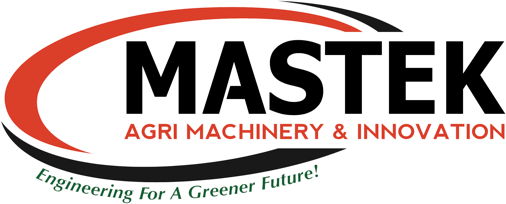 MASTEK
AGRI MACHINERY & INNOVATION
Engineering For A Greener Future!